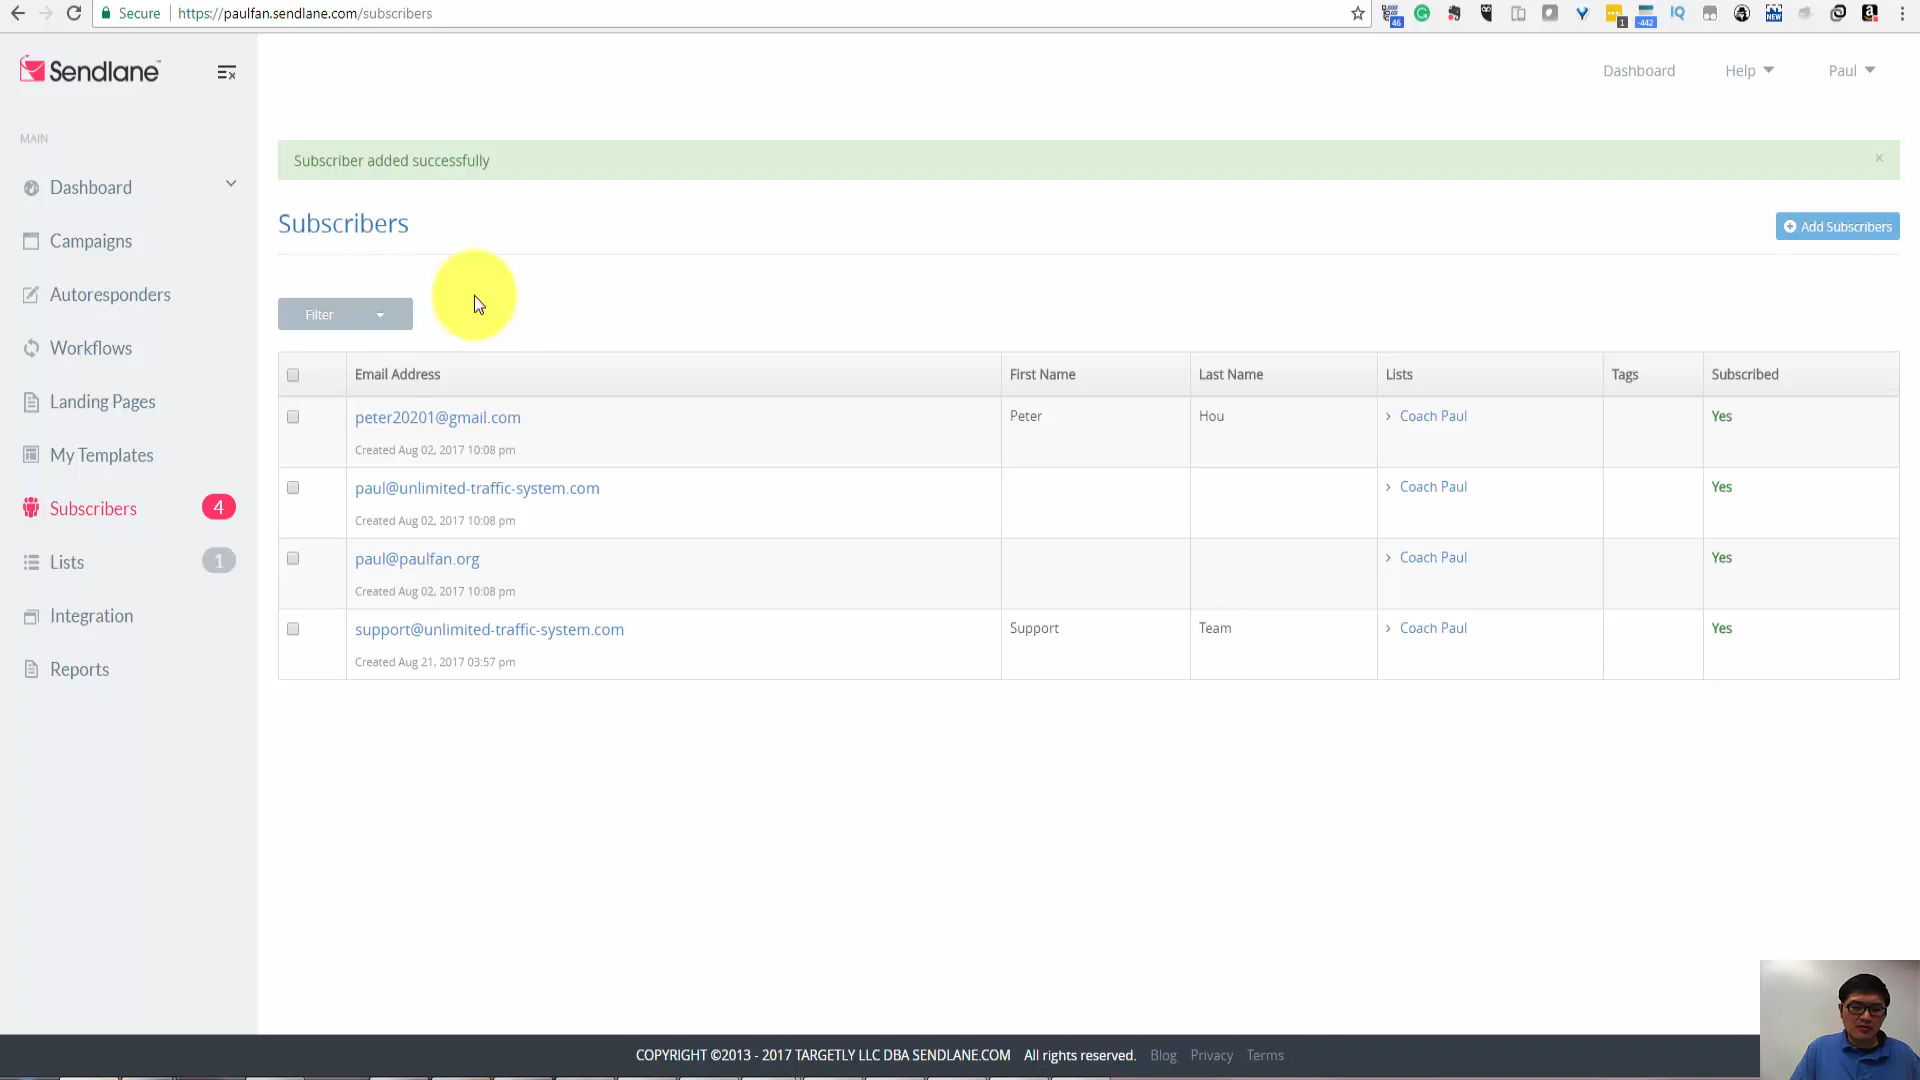 Secure https://paulfan.sendlane.com/subscribers
46 1 -442 IQ NEW a
Sendlane
Dashboard Help Paul
MAIN
Dashboard
Campaigns
Autoresponders
Workflows
Landing Pages
My Templates
Subscribers 4
Lists 1
Integration
Reports
Subscriber added successfully ×
Subscribers
Add Subscribers
Filter
Email Address First Name Last Name Lists Tags Subscribed
peter20201@gmail.com Peter Hou Coach Paul Yes
Created Aug 02, 2017 10:08 pm
paul@unlimited-traffic-system.com Coach Paul Yes
Created Aug 02, 2017 10:08 pm
paul@paulfan.org Coach Paul Yes
Created Aug 02, 2017 10:08 pm
support@unlimited-traffic-system.com Support Team Coach Paul Yes
Created Aug 21, 2017 03:57 pm
COPYRIGHT ©2013 - 2017 TARGETLY LLC DBA SENDLANE.COM All rights reserved. Blog Privacy Terms